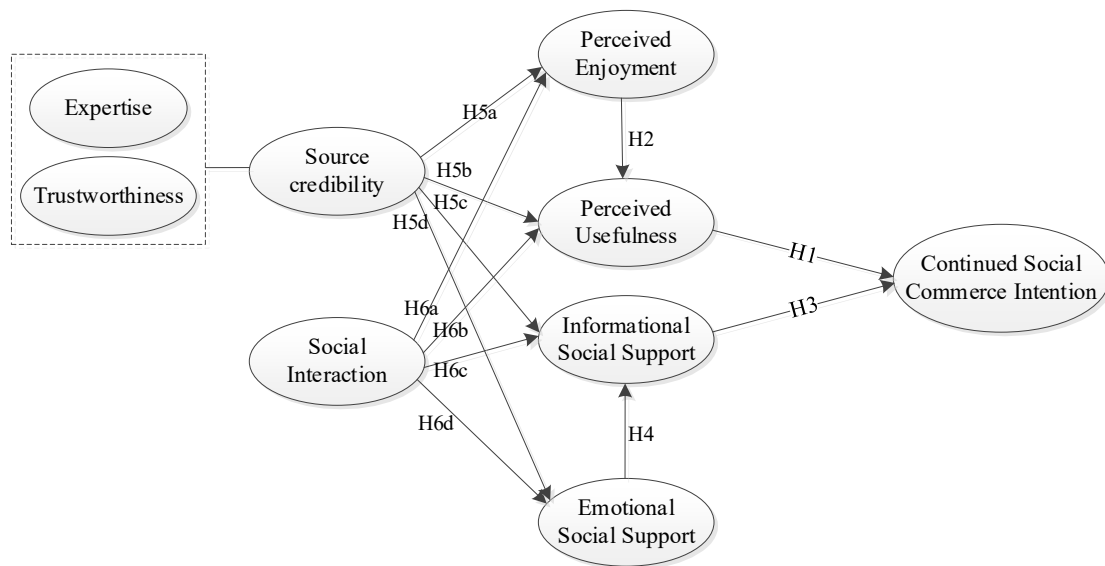 Perceived
Enjoyment
Expertise
H5a
H2
Trustworthiness
Source
credibility
H5b
H5c
H5d
Perceived
Usefulness
H1
Continued Social
Commerce Intention
H6a
H6b
H3
Social
Interaction
H6c
Informational
Social Support
H6d
H4
Emotional
Social Support